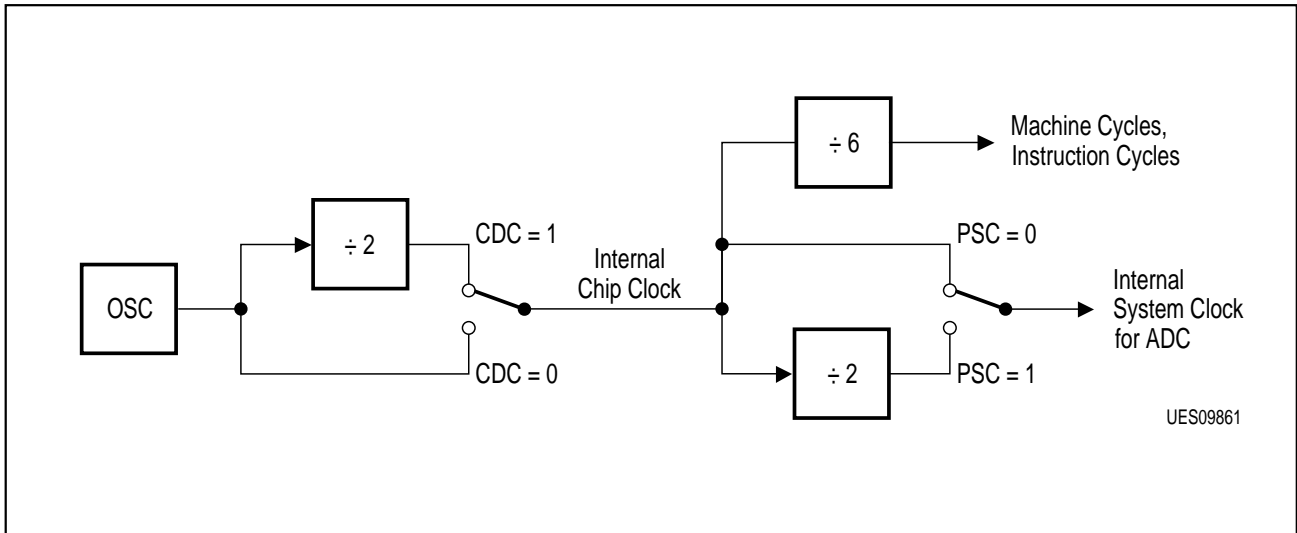 OSC
÷ 2
CDC = 1
CDC = 0
Internal
Chip Clock
÷ 6
Machine Cycles,
Instruction Cycles
PSC = 0
÷ 2
PSC = 1
Internal
System Clock
for ADC
UES09861